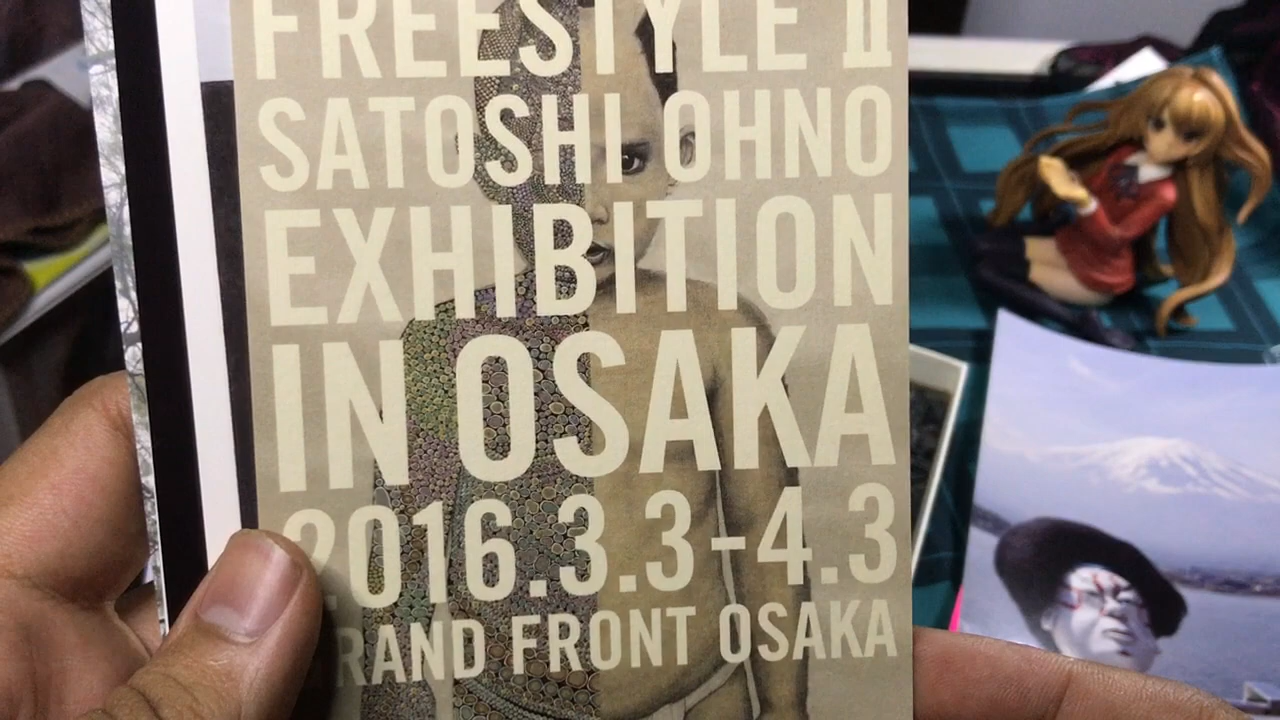 FREESTYLE II
SATOSHI OHNO
EXHIBITION
IN OSAKA
2016.3.3-4.3
RAND FRONT OSAKA